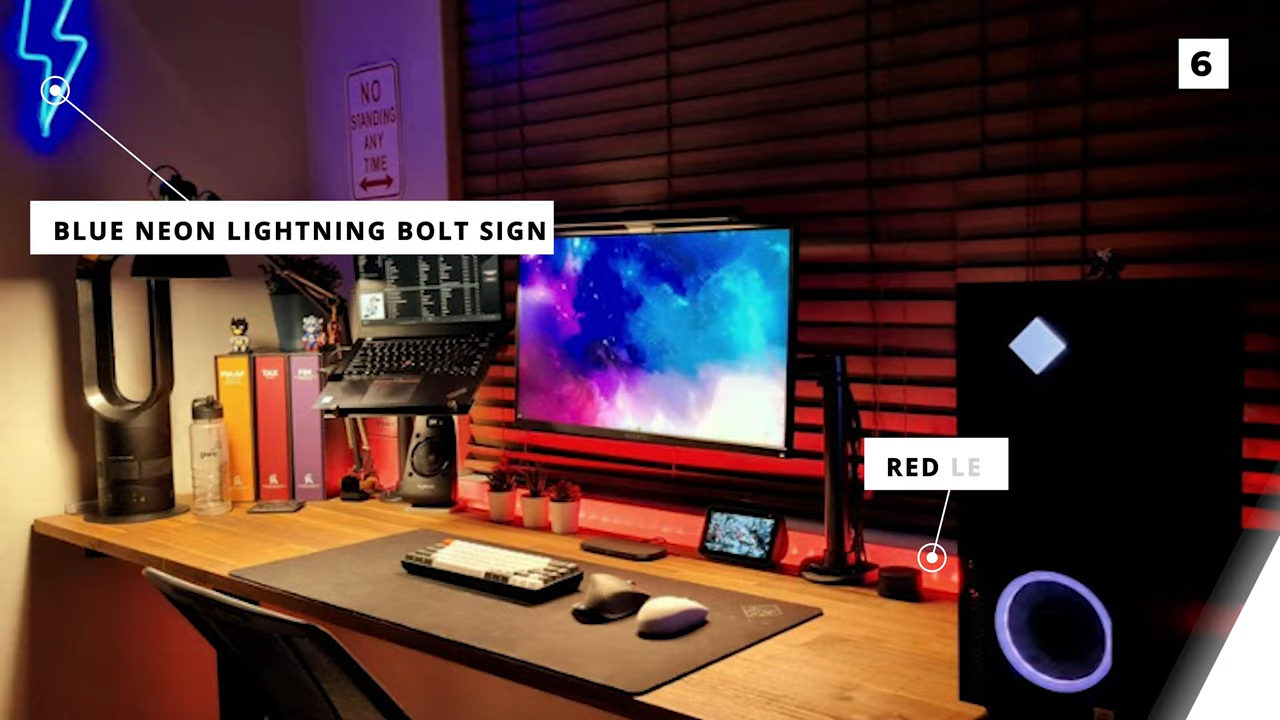 6
NO
STANDING
ANY
TIME
BLUE NEON LIGHTNING BOLT SIGN
TAX
RED LE